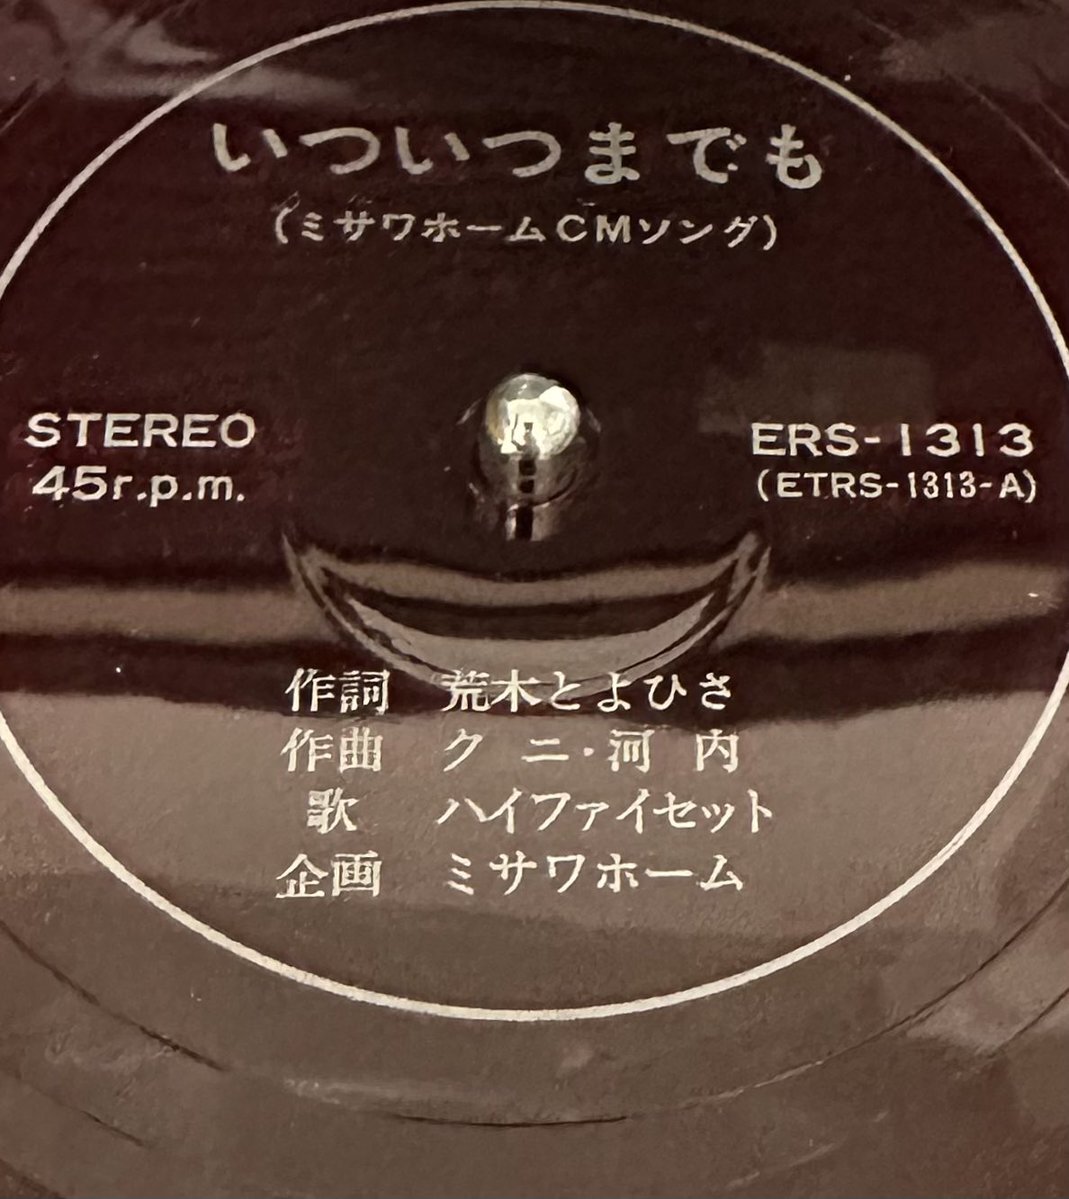 いついつまでも
(ミサワホームCMソング)
STEREO
45r.p.m.
ERS-1313
(ETRS-1313-A)
作詞 荒木とよひさ
作曲 クニ・河内
歌 ハイファイセット
企画 ミサワホーム